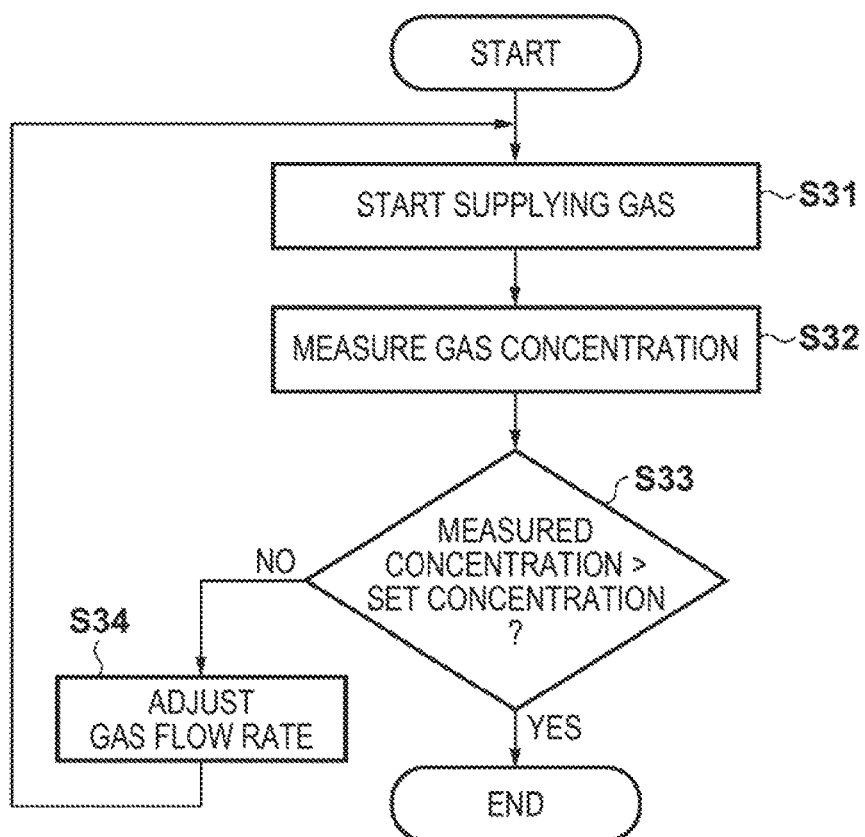 START
START SUPPLYING GAS
S31
MEASURE GAS CONCENTRATION
S32
S33
MEASURED
CONCENTRATION >
SET CONCENTRATION
?
NO
S34
ADJUST
GAS FLOW RATE
YES
END